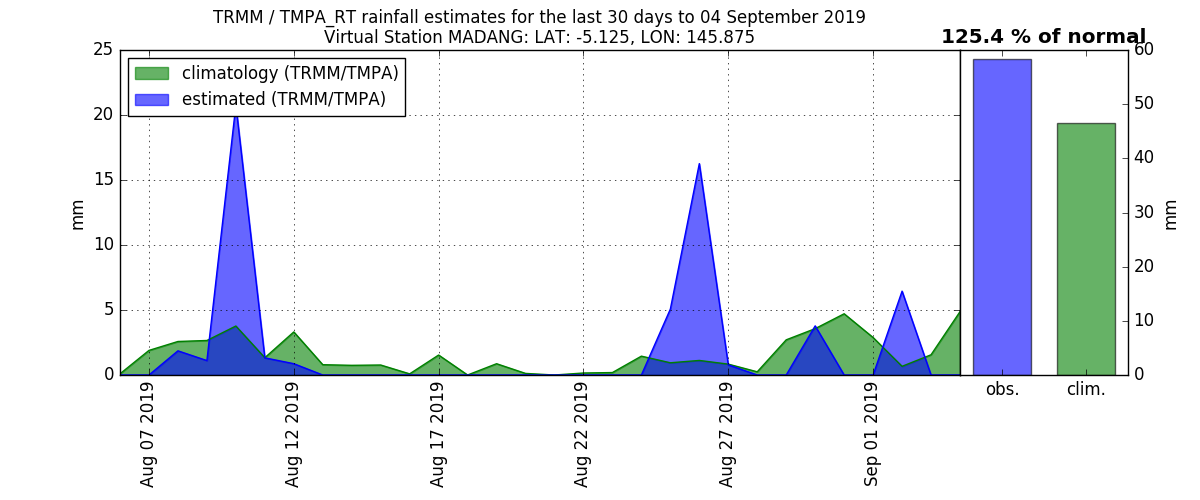 TRMM / TMPA_RT rainfall estimates for the last 30 days to 04 September 2019
Virtual Station MADANG: LAT: -5.125, LON: 145.875
125.4 % of normal
climatology (TRMM/TMPA)
estimated (TRMM/TMPA)
25
20
15
10
5
0
mm
Aug 07 2019
Aug 12 2019
Aug 17 2019
Aug 22 2019
Aug 27 2019
Sep 01 2019
60
50
40
30
20
10
0
mm
obs.
clim.